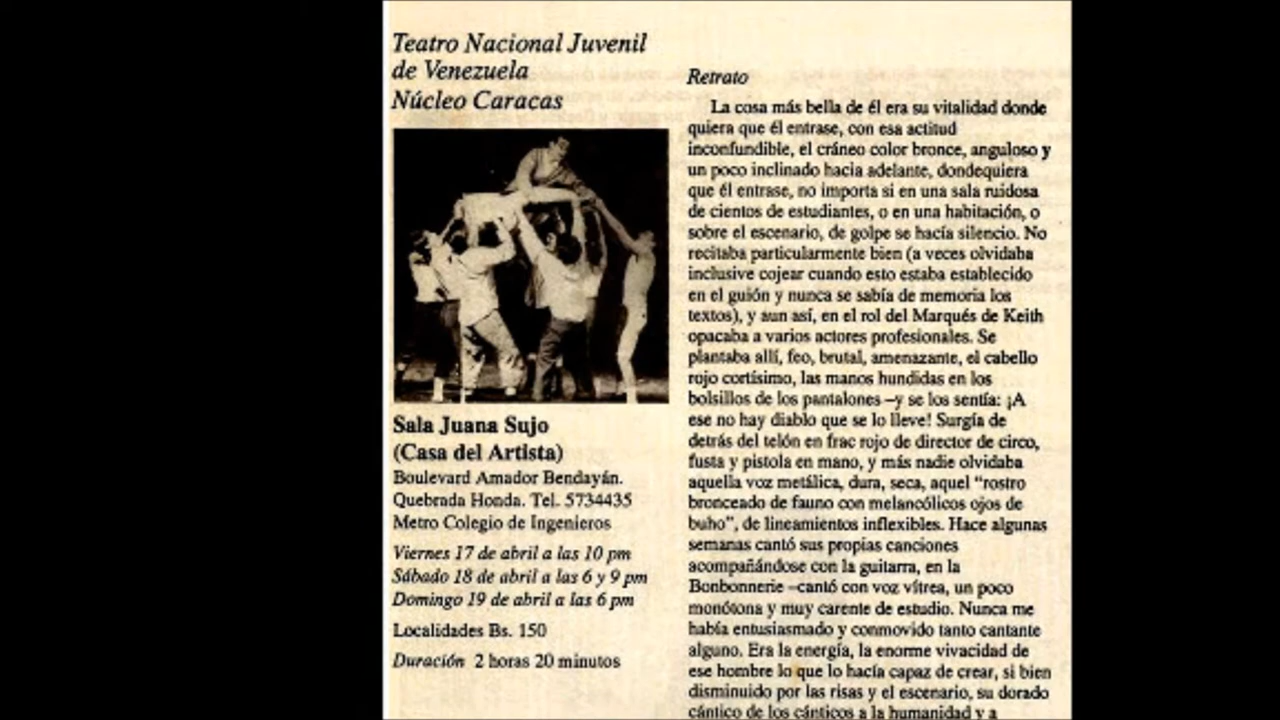 Teatro Nacional Juvenil
de Venezuela
Núcleo Caracas
Sala Juana Sujo
(Casa del Artista)
Boulevard Amador Bendayán.
Quebrada Honda. Tel. 5734435
Metro Colegio de Ingenieros
Viernes 17 de abril a las 10 pm
Sábado 18 de abril a las 6 y 9 pm
Domingo 19 de abril a las 6 pm
Localidades Bs. 150
Duración 2 horas 20 minutos
Retrato
La cosa más bella de él era su vitalidad donde
quiera que él entrase, con esa actitud
inconfundible, el cráneo color bronce, anguloso y
un poco inclinado hacia adelante, dondequiera
que él entrase, no importa si en una sala ruidosa
de cientos de estudiantes, o en una habitación, o
sobre el escenario, de golpe se hacía silencio. No
recitaba particularmente bien (a veces olvidaba
inclusive cojear cuando esto estaba establecido
en el guión y nunca se sabía de memoria los
textos), y aun así, en el rol del Marqués de Keith
opacaba a varios actores profesionales. Se
plantaba allí, feo, brutal, amenazante, el cabello
rojo cortísimo, las manos hundidas en los
bolsillos de los pantalones –y se los sentía: ¡A
ese no hay diablo que se lo lleve! Surgía de
detrás del telón en frac rojo de director de circo,
fusta y pistola en mano, y más nadie olvidaba
aquella voz metálica, dura, seca, aquel “rostro
bronceado de fauno con melancólicos ojos de
buho”, de lineamientos inflexibles. Hace algunas
semanas cantó sus propias canciones
acompañándose con la guitarra, en la
Bonbonnerie –cantó con voz vítrea, un poco
monótona y muy carente de estudio. Nunca me
había entusiasmado y conmovido tanto cantante
alguno. Era la energía, la enorme vivacidad de
ese hombre lo que lo hacía capaz de crear, si bien
disminuido por las risas y el escenario, su dorado
cántico de los cánticos a la humanidad y a